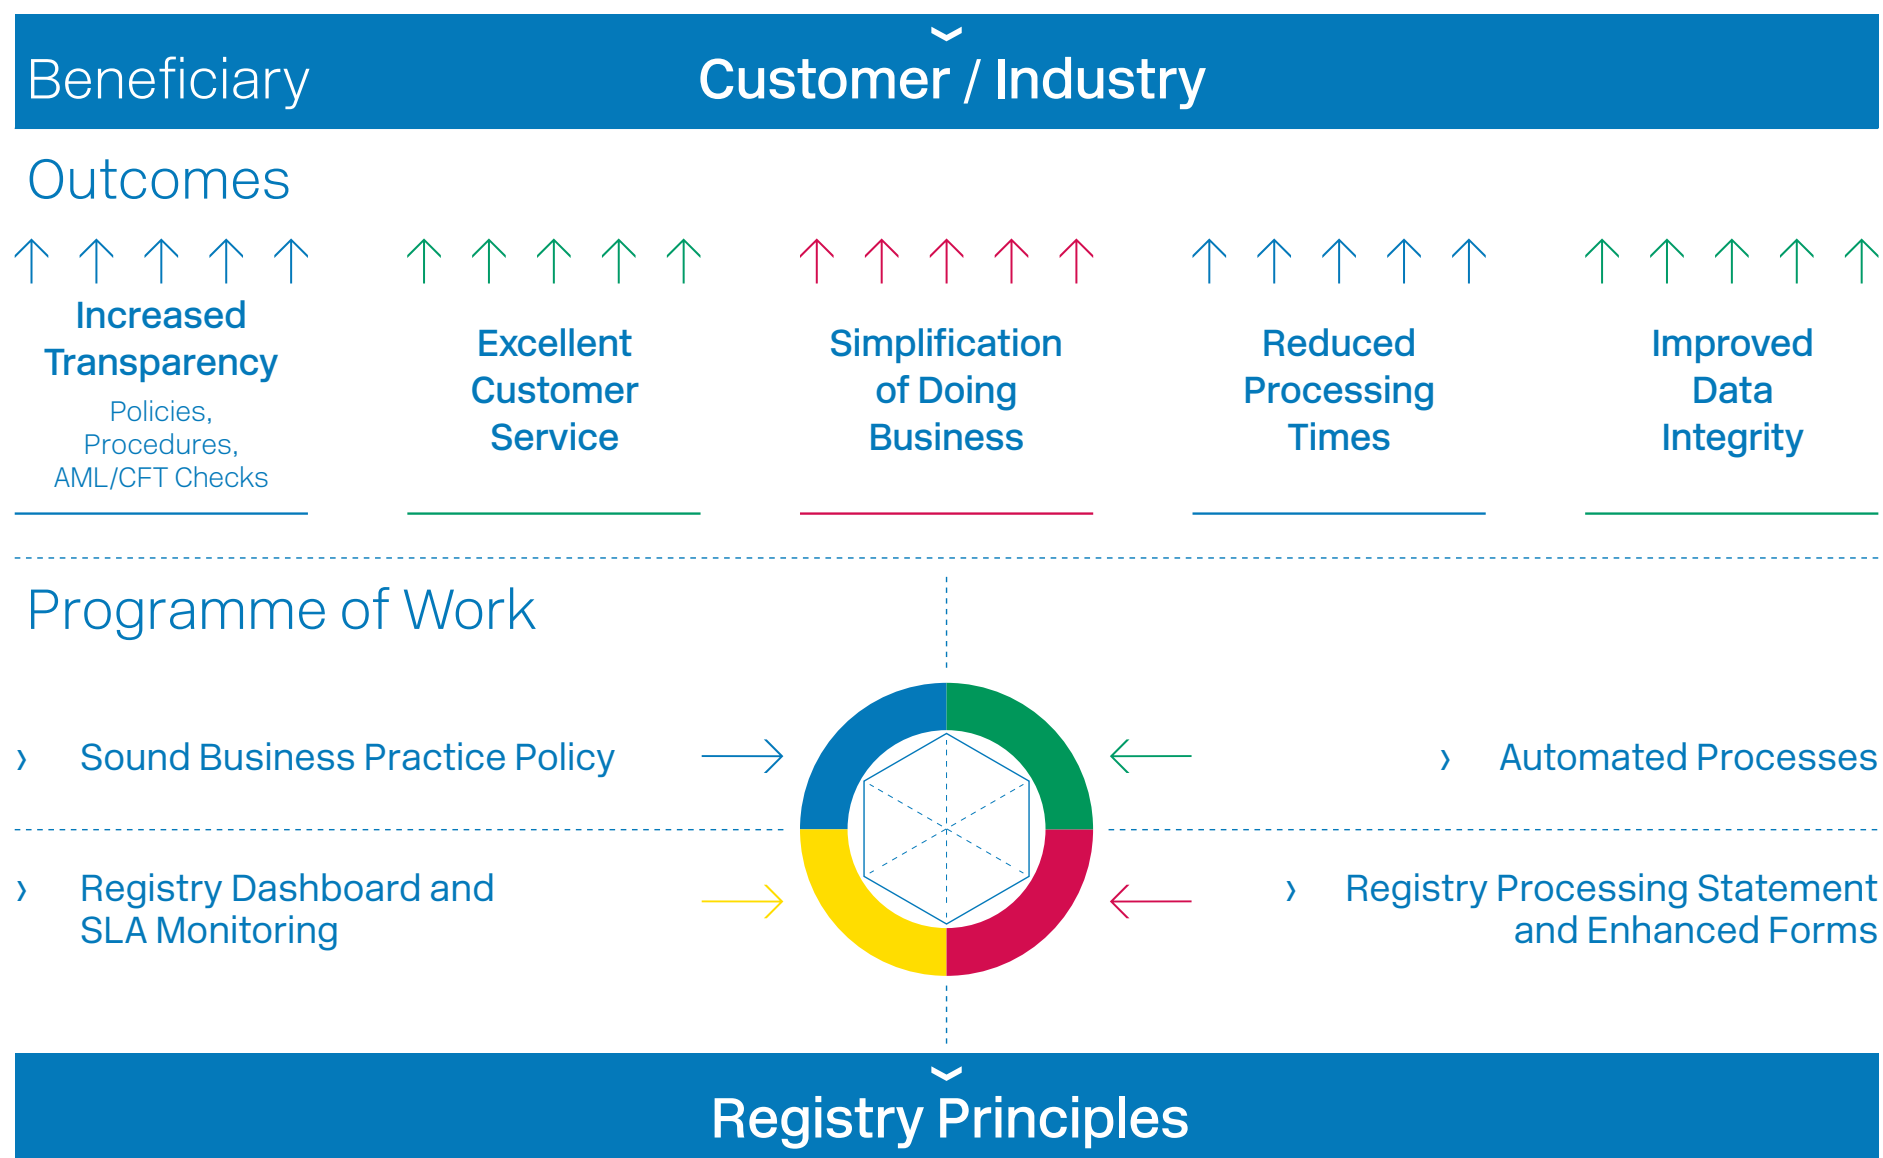 Beneficiary
Customer / Industry
Outcomes
Increased
Transparency
Policies,
Procedures,
AML/CFT Checks
Excellent
Customer
Service
Simplification
of Doing
Business
Reduced
Processing
Times
Improved
Data
Integrity
Programme of Work
› Sound Business Practice Policy
› Automated Processes
› Registry Dashboard and
SLA Monitoring
› Registry Processing Statement
and Enhanced Forms
Registry Principles